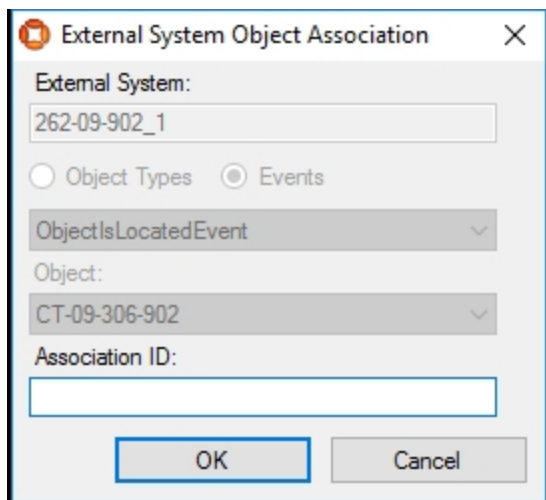 External System Object Association
External System:
262-09-902_1
Object Types Events
ObjectIsLocatedEvent
Object:
CT-09-306-902
Association ID:
OK Cancel